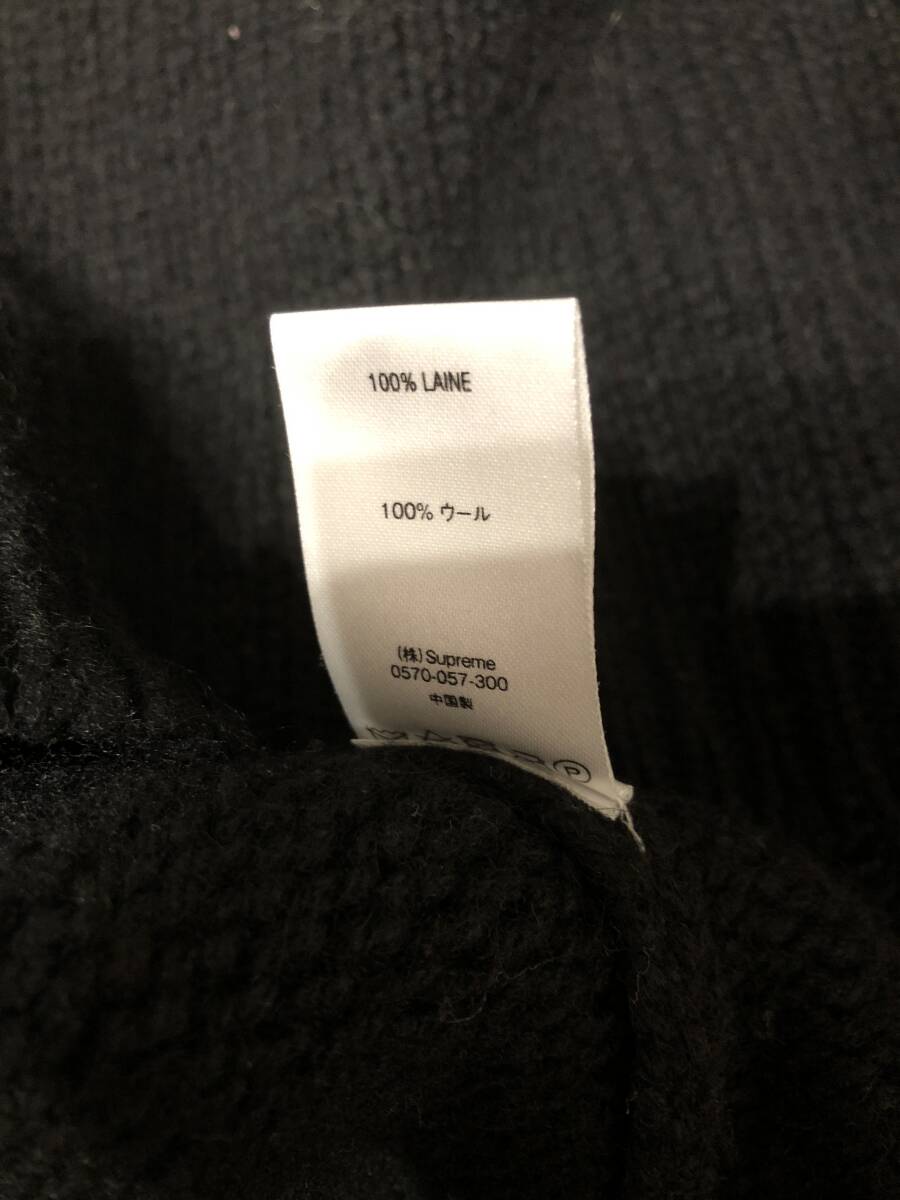 100% LAINE
100% ウール
(株)Supreme
0570-057-300
中国製
P